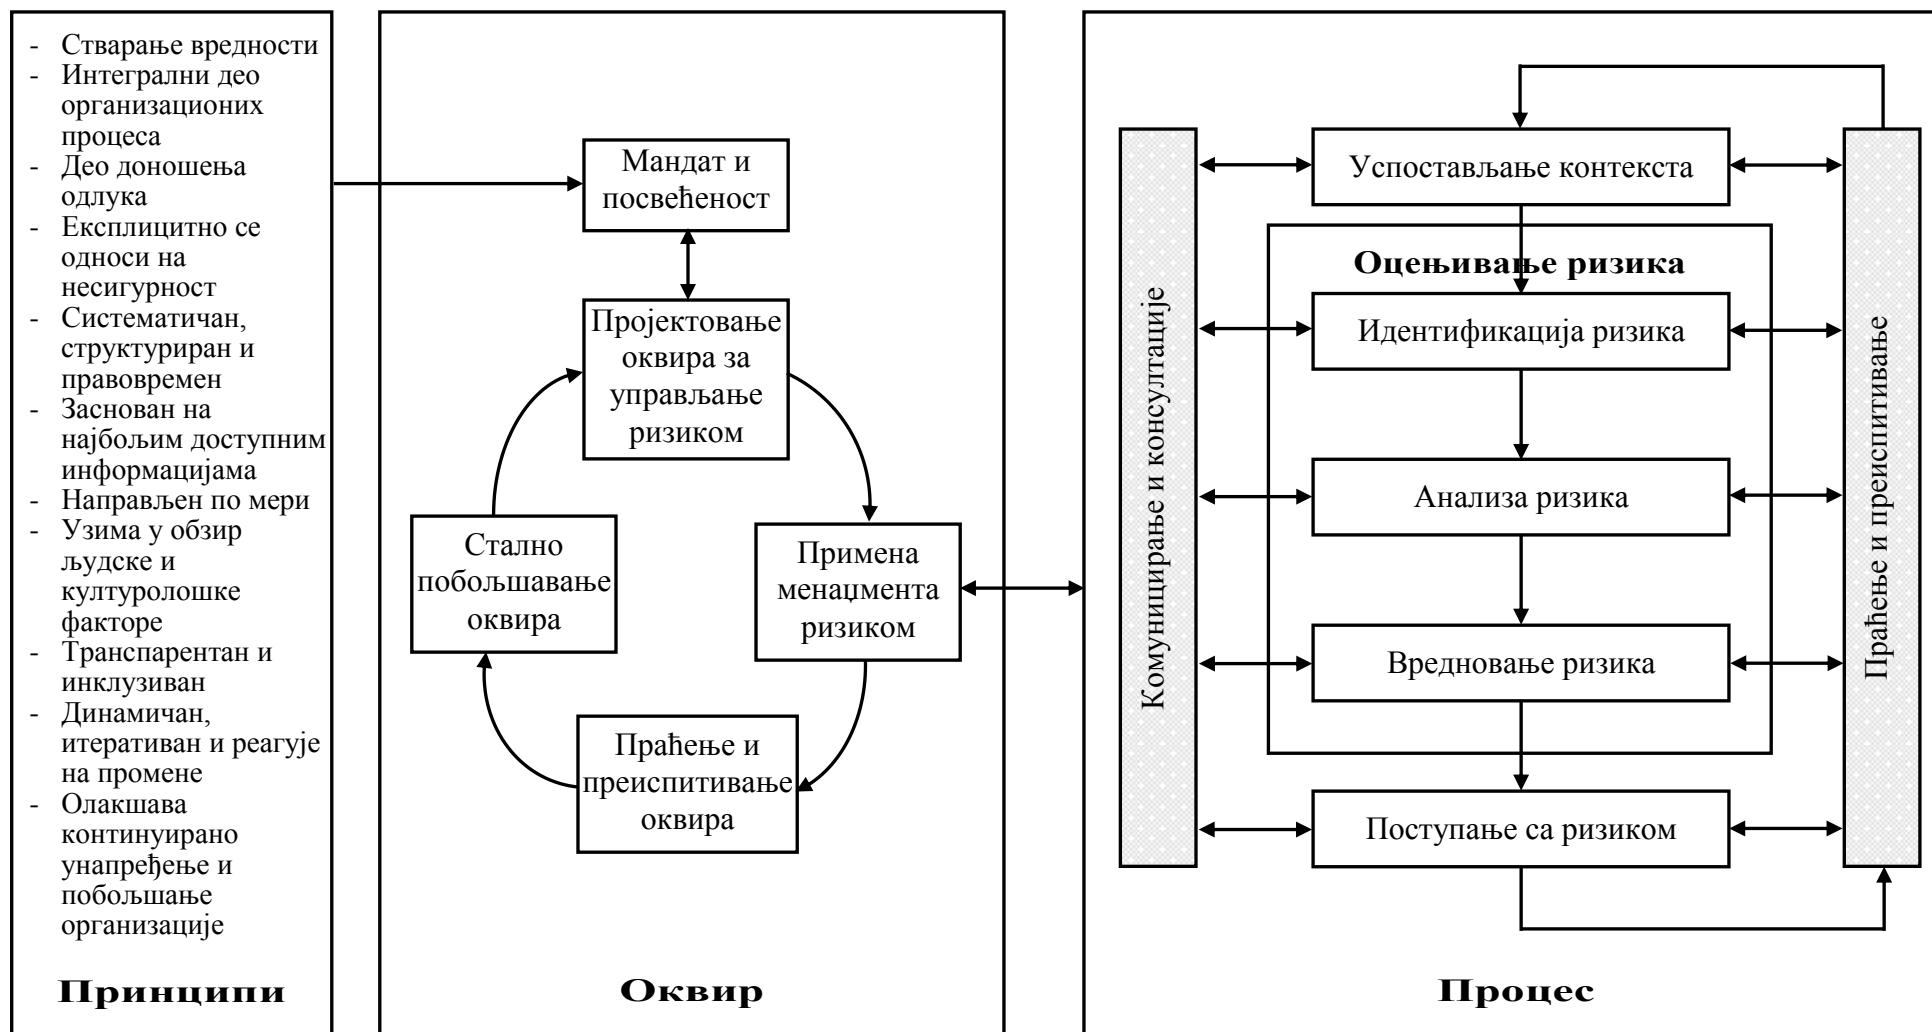 - Стварање вредности
- Интегрални део
организационих
процеса
- Део доношења
одлука
- Експлицитно се
односи на
несигурност
- Систематичан,
структуриран и
правовремен
- Заснован на
најбољим доступним
информацијама
- Направљен по мери
- Узима у обзир
људске и
културолошке
факторе
- Транспарентан и
инклузиван
- Динамичан,
итеративан и реагује
на промене
- Олакшава
континуирано
унапређење и
побољшање
организације
Принципи
Мандат и
посвећеност
Пројектовање
оквира за
управљање
ризиком
Стално
побољшавање
оквира
Примена
менаџмента
ризиком
Праћење и
преиспитивање
оквира
Оквир
Комуницирање и консултације
Успостављање контекста
Оцењивање ризика
Идентификација ризика
Анализа ризика
Вредновање ризика
Поступање са ризиком
Праћење и преиспитивање
Процес